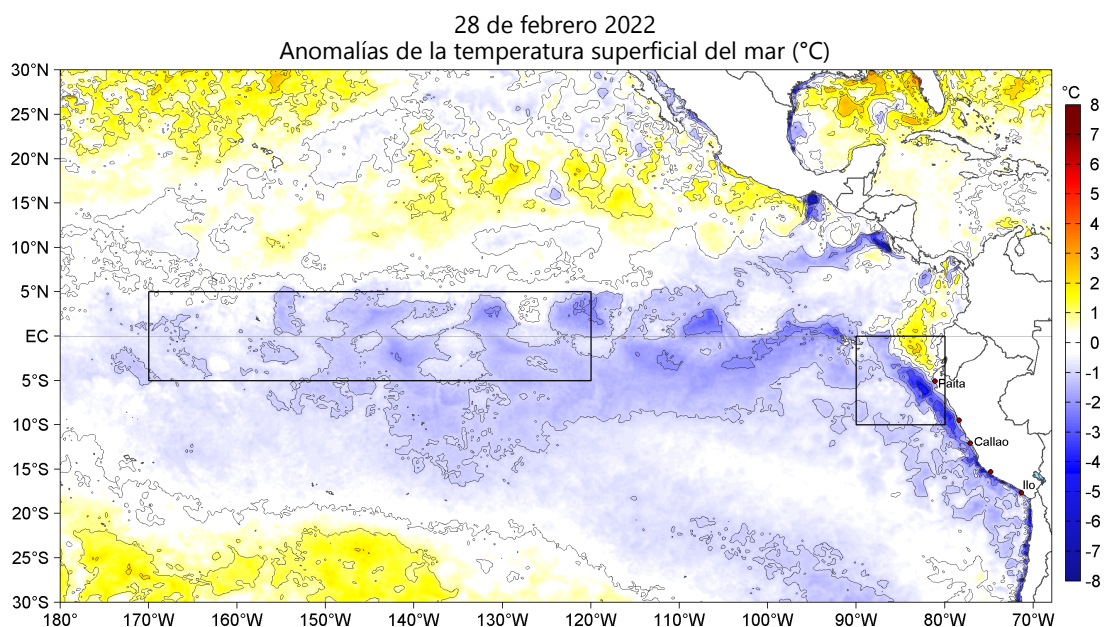 28 de febrero 2022
Anomalías de la temperatura superficial del mar (°C)
30°N
25°N
20°N
15°N
10°N
5°N
EC
5°S
10°S
15°S
20°S
25°S
30°S
180 170°W 160°W 150°W 140°W 130°W 120°W 110°W 100°W 90°W 80°W 70°W
Paita
Callao
Ilo
°C
8
7
6
5
4
3
2
1
0
-1
-2
-3
-4
-5
-6
-7
-8